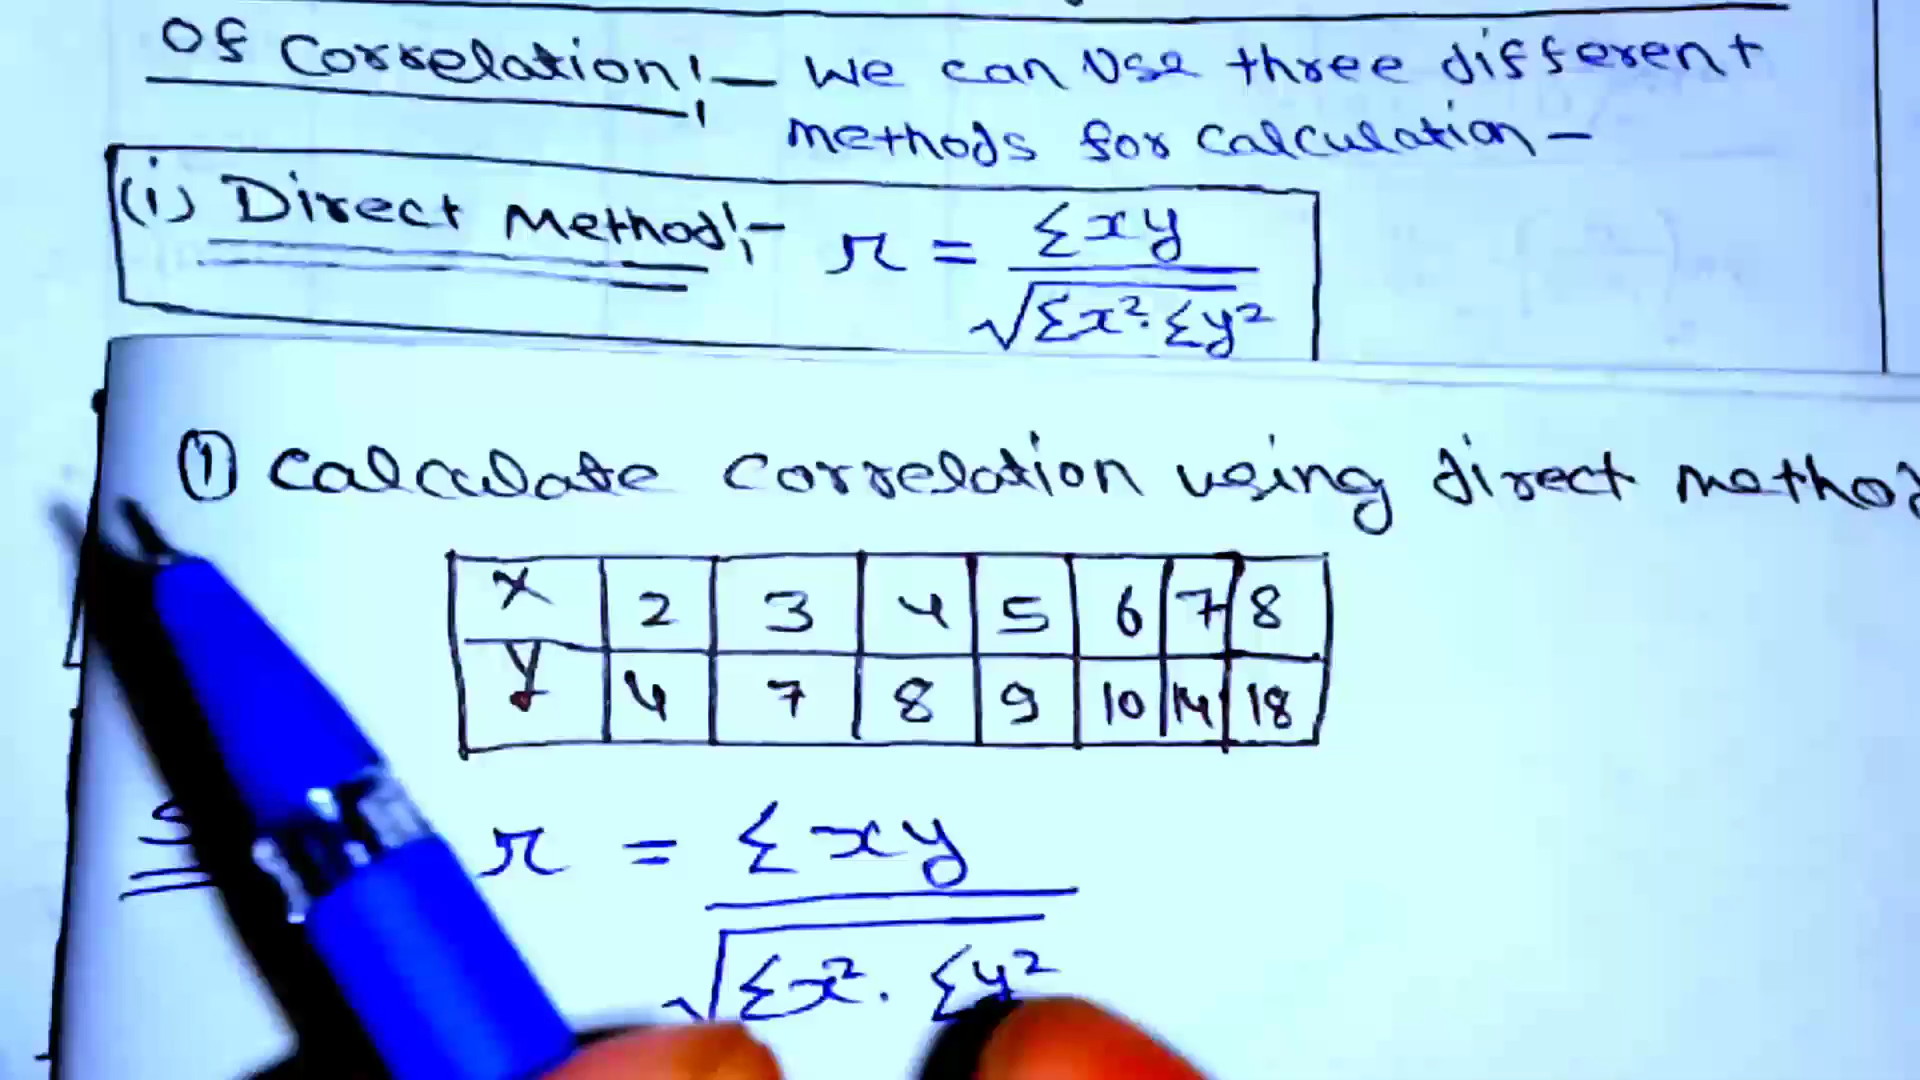 of Correlation:- We can use three different
methods for calculation -
(i) Direct Method:- r = Σxy / √Σx²·Σy²
① Calculate correlation using direct method
X 2 3 4 5 6 7 8
Y 4 7 8 9 10 14 18
r = Σxy / √Σx²·Σy²